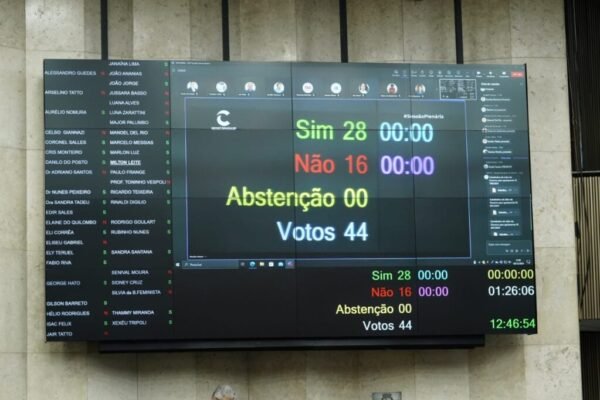 JANAÍNA LIMA
ALESSANDRO GUEDES N JOÃO ANANIAS N
JOÃO JORGE
ARSELINO TATTO N JUSSARA BASSO N
LUANA ALVES N
AURÉLIO NOMURA S LUNA ZARATTINI N
MAJOR PALUMBO S
CELSO GIANNAZI N MANOEL DEL RIO N
CORONEL SALLES S MARCELO MESSIAS S
CRIS MONTEIRO S MARLON LUZ S
DANILO DO POSTO S MILTON LEITE S
Dr ADRIANO SANTOS N PAULO FRANGE S
PROF. TONINHO VESPOLI N
Dr NUNES PEIXEIRO S RICARDO TEIXEIRA S
Dra SANDRA TADEU S RINALDI DIGILIO S
EDIR SALES S
ELAINE DO QUILOMBO N RODRIGO GOULART S
ELI CORRÊA S RUBINHO NUNES S
ELISEU GABRIEL N
ELY TERUEL S SANDRA SANTANA S
FABIO RIVA S
SENIVAL MOURA N
GEORGE HATO S SIDNEY CRUZ S
SILVIA da B.FEMINISTA N
GILSON BARRETO S
HÉLIO RODRIGUES N THAMMY MIRANDA S
ISAC FÉLIX S XEXÉU TRIPOLI S
JAIR TATTO N
#SessãoPlenária
Sim 28 00:00
Não 16 00:00
Abstenção 00
Votos 44
Sim 28 00:00 00:00:00
Não 16 00:00 01:26:06
Abstenção 00
Votos 44 12:46:54